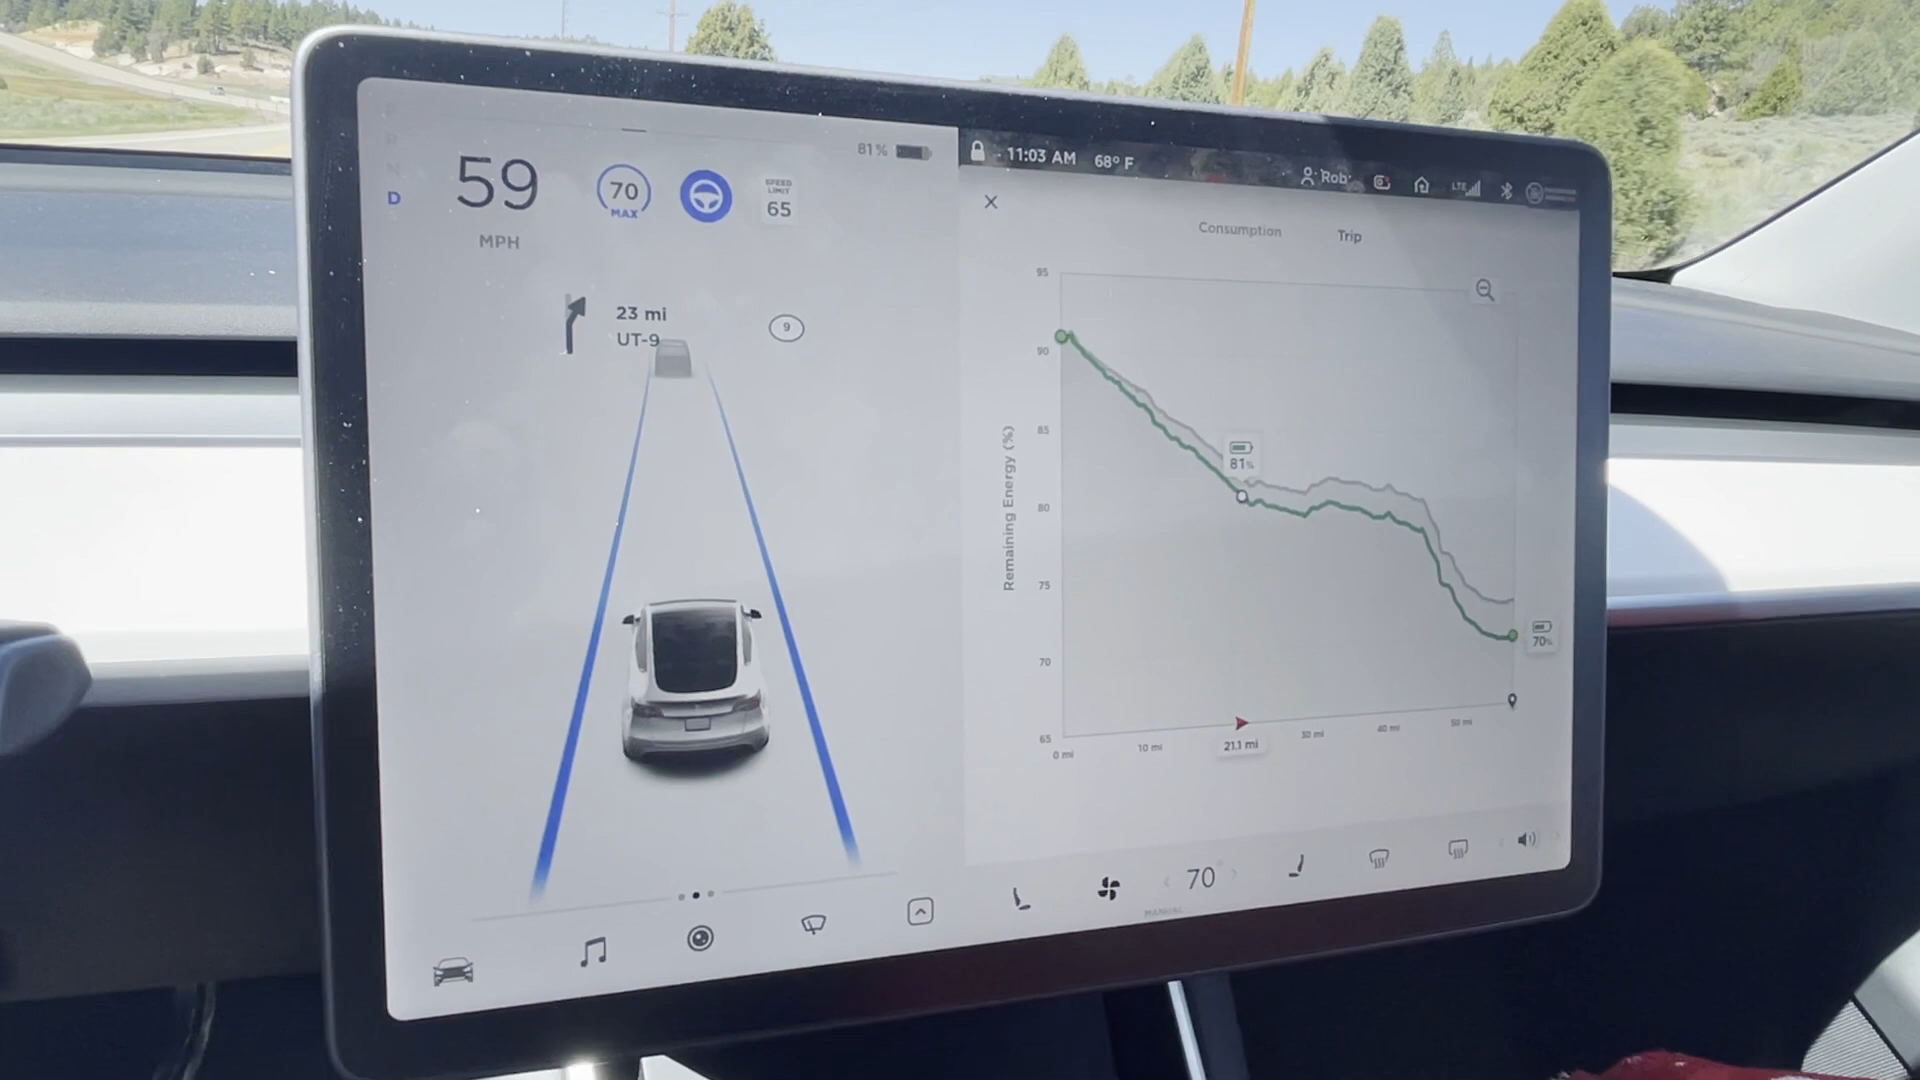 81%
P
R
N
D
59
MPH
70
MAX
SPEED
LIMIT
65
23 mi
UT-9
9
11:03 AM
68° F
Rob
LTE
Consumption
Trip
Remaining Energy (%)
95
90
85
80
75
70
65
81%
70%
0 mi
10 mi
21.1 mi
30 mi
40 mi
50 mi
70
MANUAL